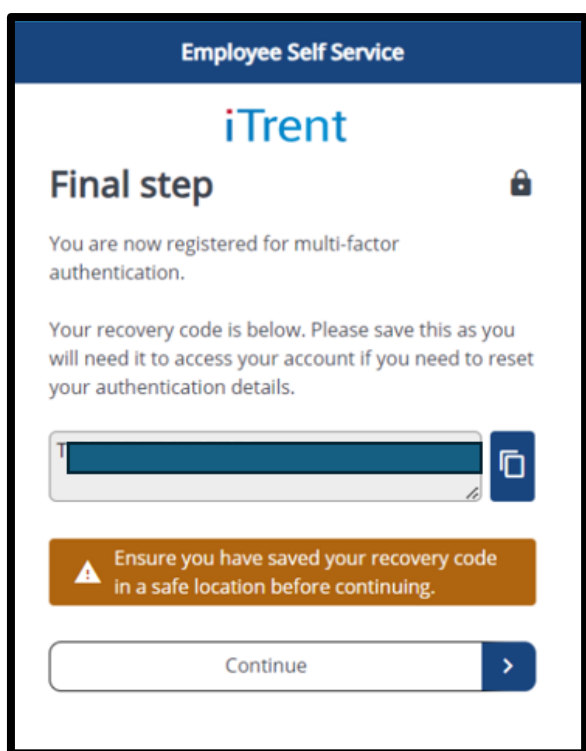 Employee Self Service
iTrent
Final step
You are now registered for multi-factor
authentication.
Your recovery code is below. Please save this as you
will need it to access your account if you need to reset
your authentication details.
T
Ensure you have saved your recovery code
in a safe location before continuing.
Continue